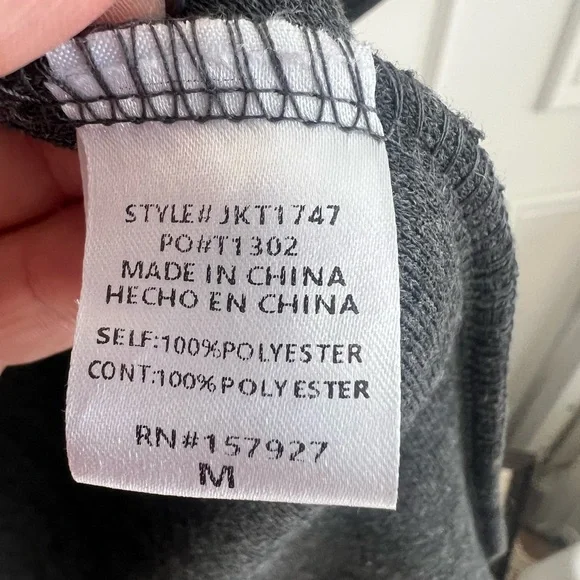 STYLE# JKT1747
PO#T1302
MADE IN CHINA
HECHO EN CHINA
SELF:100%POLYESTER
CONT:100%POLYESTER
RN#157927
M